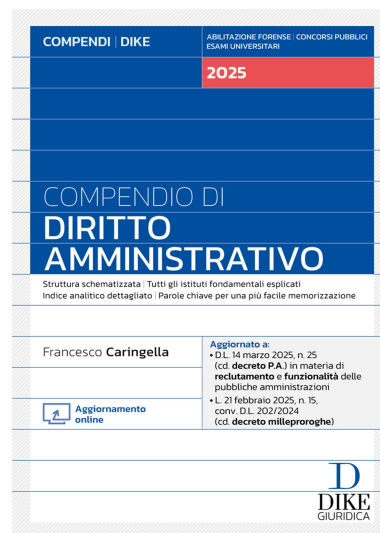 COMPENDI | DIKE
ABILITAZIONE FORENSE | CONCORSI PUBBLICI
ESAMI UNIVERSITARI
2025
COMPENDIO DI
DIRITTO
AMMINISTRATIVO
Struttura schematizzata | Tutti gli istituti fondamentali esplicati
Indice analitico dettagliato | Parole chiave per una più facile memorizzazione
Francesco Caringella
Aggiornamento
online
Aggiornato a:
• D.L. 14 marzo 2025, n. 25
(cd. decreto P.A.) in materia di
reclutamento e funzionalità delle
pubbliche amministrazioni
• L. 21 febbraio 2025, n. 15,
conv. D.L. 202/2024
(cd. decreto milleproroghe)
D
DIKE
GIURIDICA